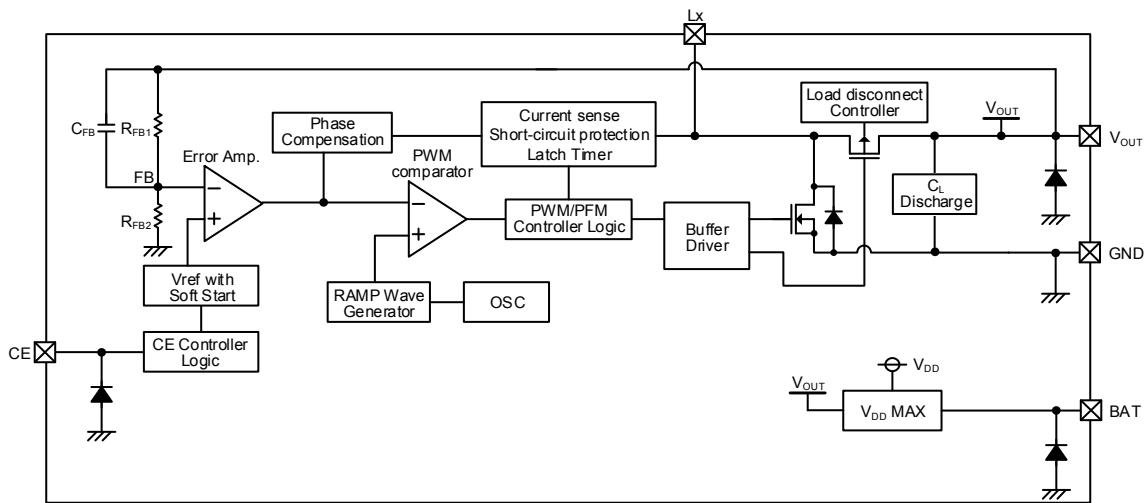 Lx
Load disconnect
Controller
CFB
RFB1
Phase
Compensation
Current sense
Short-circuit protection
Latch Timer
VOUT
VOUT
Error Amp.
PWM
comparator
FB
RFB2
CL
Discharge
PWM/PFM
Controller Logic
Buffer
Driver
GND
Vref with
Soft Start
RAMP Wave
Generator
OSC
CE
CE Controller
Logic
VDD
VOUT
VDD MAX
BAT